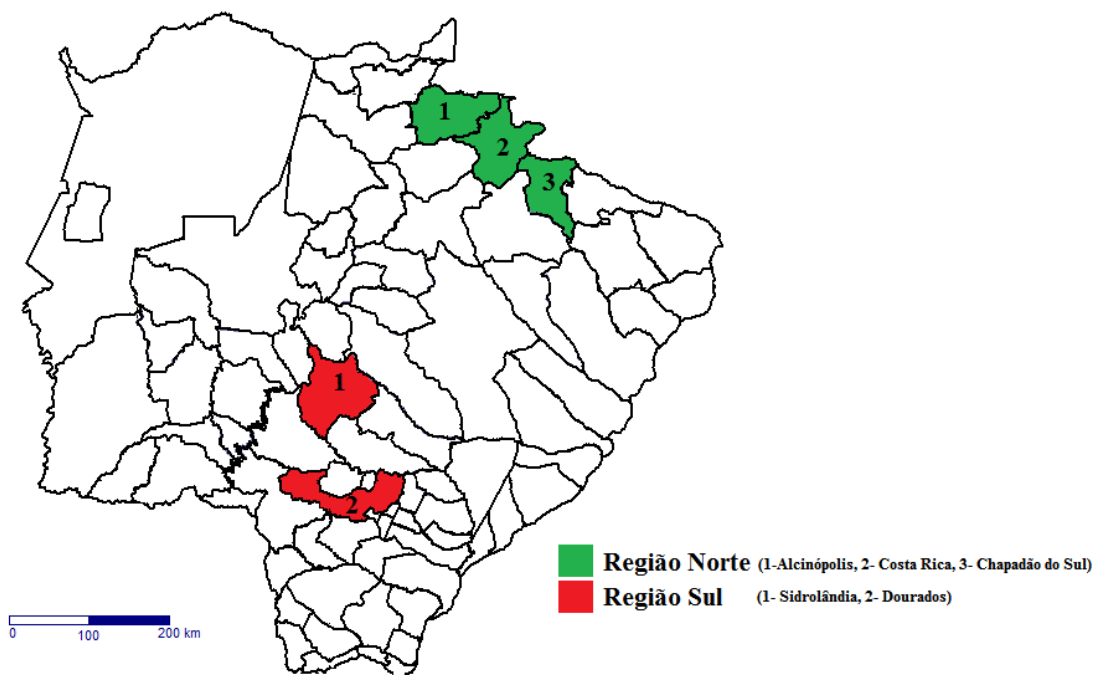 1
2
3
1
2
Região Norte (1-Alcinópolis, 2- Costa Rica, 3- Chapadão do Sul)
Região Sul (1- Sidrolândia, 2- Dourados)
0 100 200 km